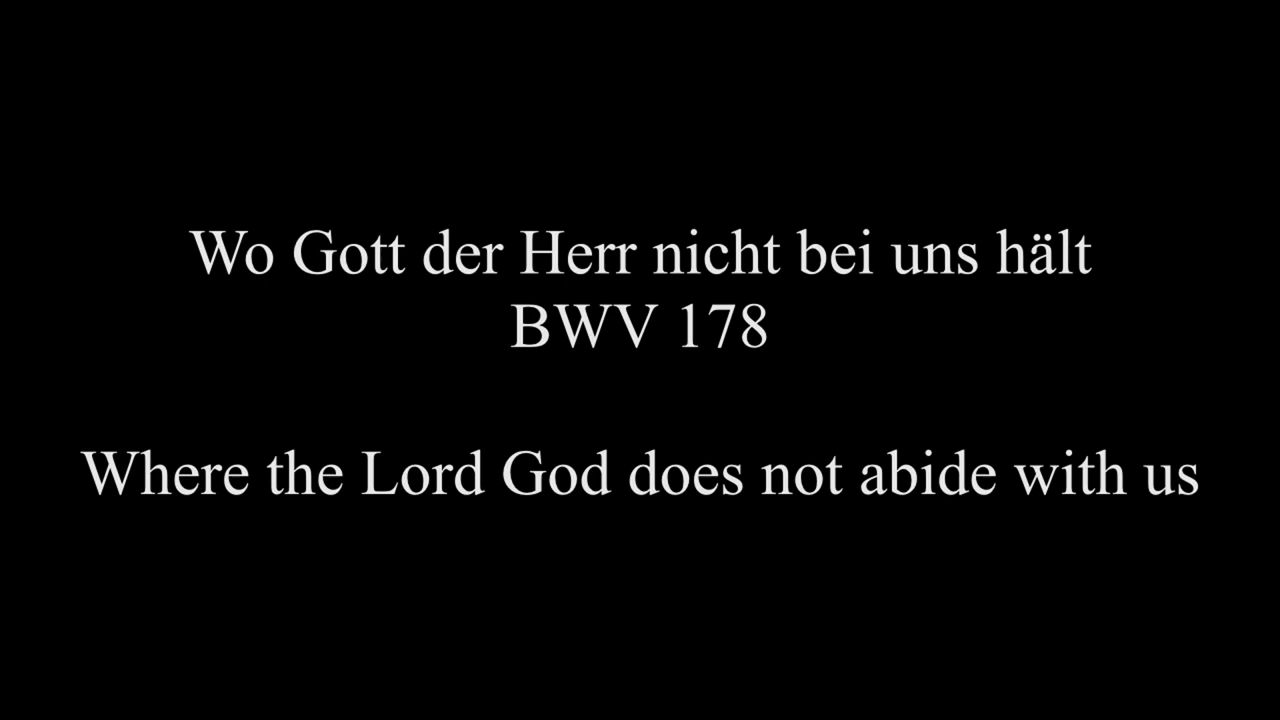 Wo Gott der Herr nicht bei uns hält
BWV 178
Where the Lord God does not abide with us